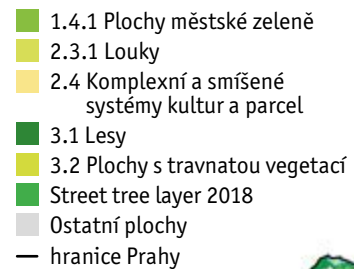 1.4.1 Plochy městské zeleně
2.3.1 Louky
2.4 Komplexní a smíšené
systémy kultur a parcel
3.1 Lesy
3.2 Plochy s travnatou vegetací
Street tree layer 2018
Ostatní plochy
hranice Prahy